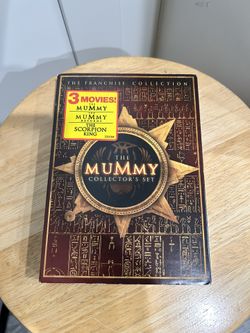 THE FRANCHISE COLLECTION
3 MOVIES!
THE
MUMMY
THE
MUMMY
RETURNS
THE
SCORPION
KING
THE
MUMMY
COLLECTOR'S SET